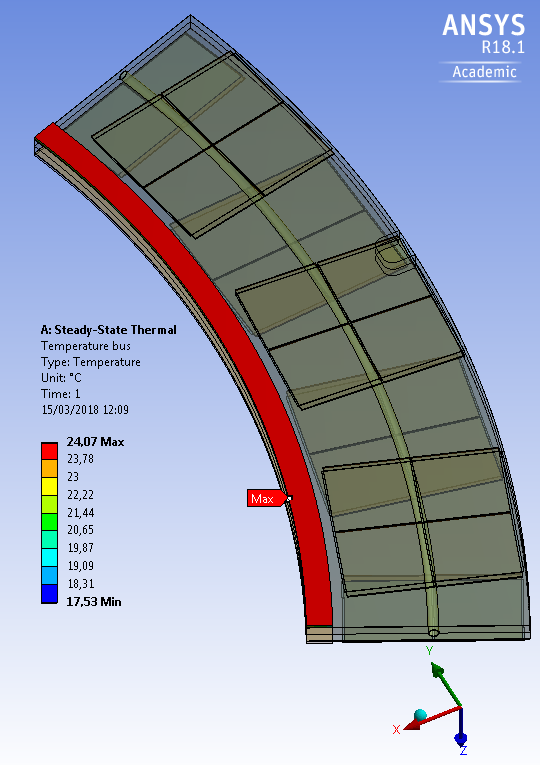 ANSYS
R18.1
Academic
A: Steady-State Thermal
Temperature bus
Type: Temperature
Unit: °C
Time: 1
15/03/2018 12:09
24,07 Max
23,78
23
22,22
21,44
20,65
19,87
19,09
18,31
17,53 Min
Max
Y
X
Z